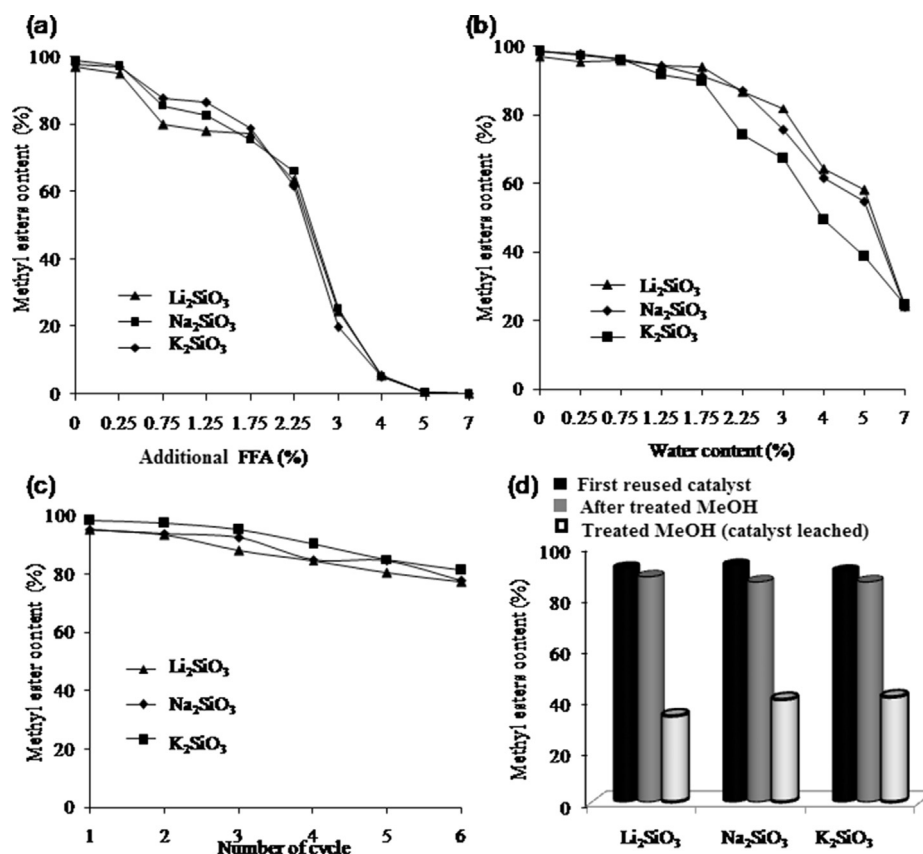 (a)
Methyl esters content (%)
100
80
60
40
20
0
Li2SiO3
Na2SiO3
K2SiO3
0 0.25 0.75 1.25 1.75 2.25 3 4 5 7
Additional FFA (%)
(b)
Methyl esters content (%)
100
80
60
40
20
0
Li2SiO3
Na2SiO3
K2SiO3
0 0.25 0.75 1.25 1.75 2.25 3 4 5 7
Water content (%)
(c)
Methyl ester content (%)
100
80
60
40
20
0
Li2SiO3
Na2SiO3
K2SiO3
1 2 3 4 5 6
Number of cycle
(d)
First reused catalyst
After treated MeOH
Treated MeOH (catalyst leached)
Methyl esters content (%)
100
80
60
40
20
0
Li2SiO3 Na2SiO3 K2SiO3